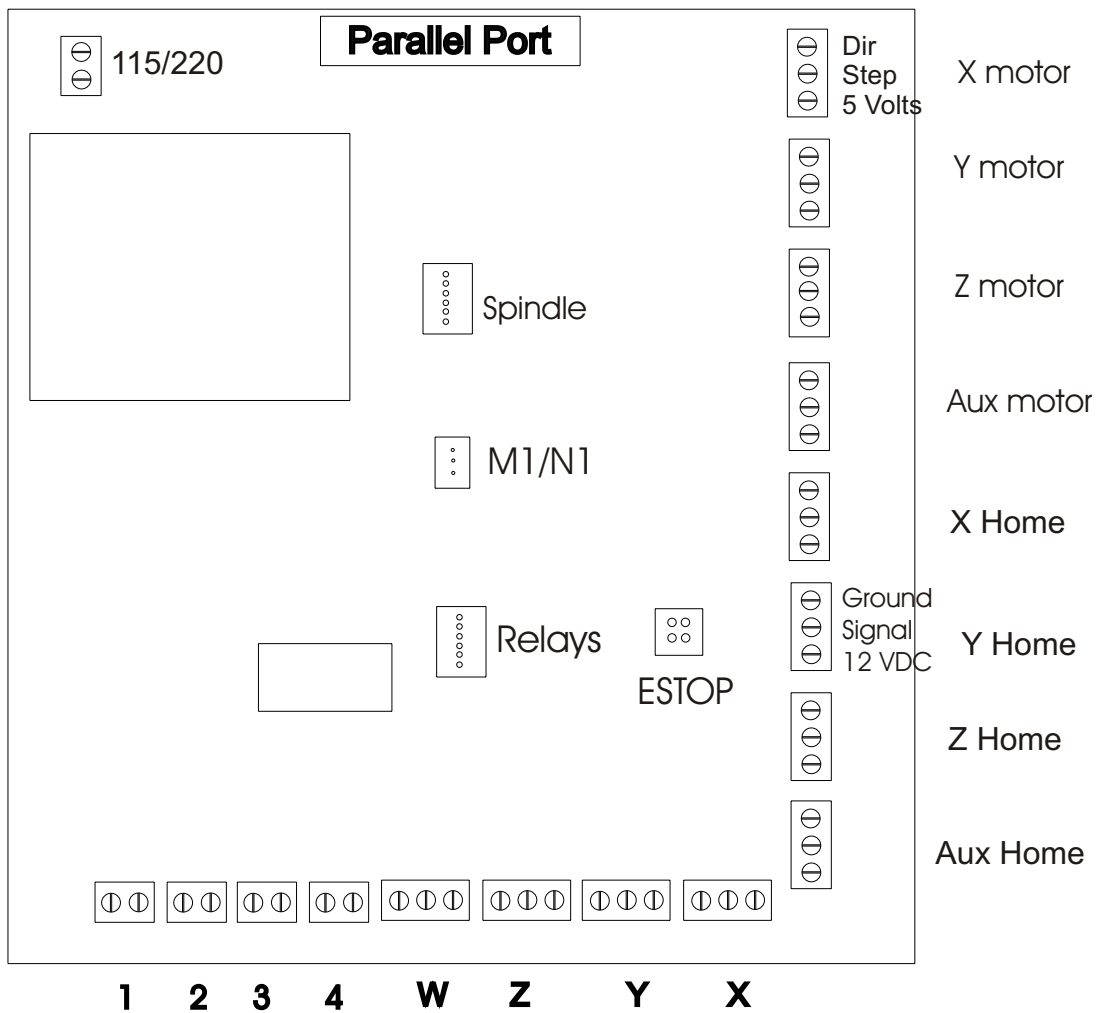 Parallel Port
115/220
Dir
Step
5 Volts
X motor
Y motor
Z motor
Spindle
Aux motor
M1/N1
X Home
Ground
Signal
12 VDC
Y Home
Relays
ESTOP
Z Home
Aux Home
1 2 3 4 W Z Y X